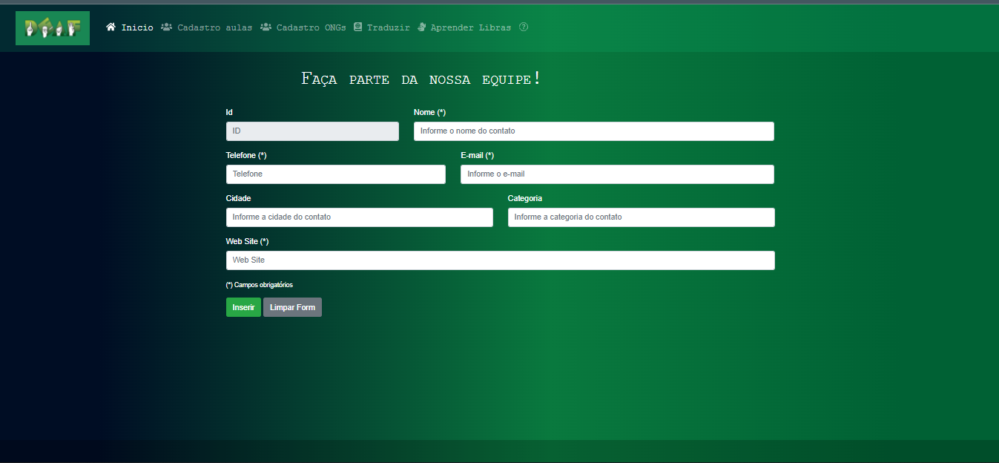 DEAF
Inicio Cadastro aulas Cadastro ONGs Traduzir Aprender Libras ?
Faça parte da nossa equipe!
Id Nome (*)
ID Informe o nome do contato
Telefone (*) E-mail (*)
Telefone Informe o e-mail
Cidade Categoria
Informe a cidade do contato Informe a categoria do contato
Web Site (*)
Web Site
(*) Campos obrigatórios
Inserir Limpar Form